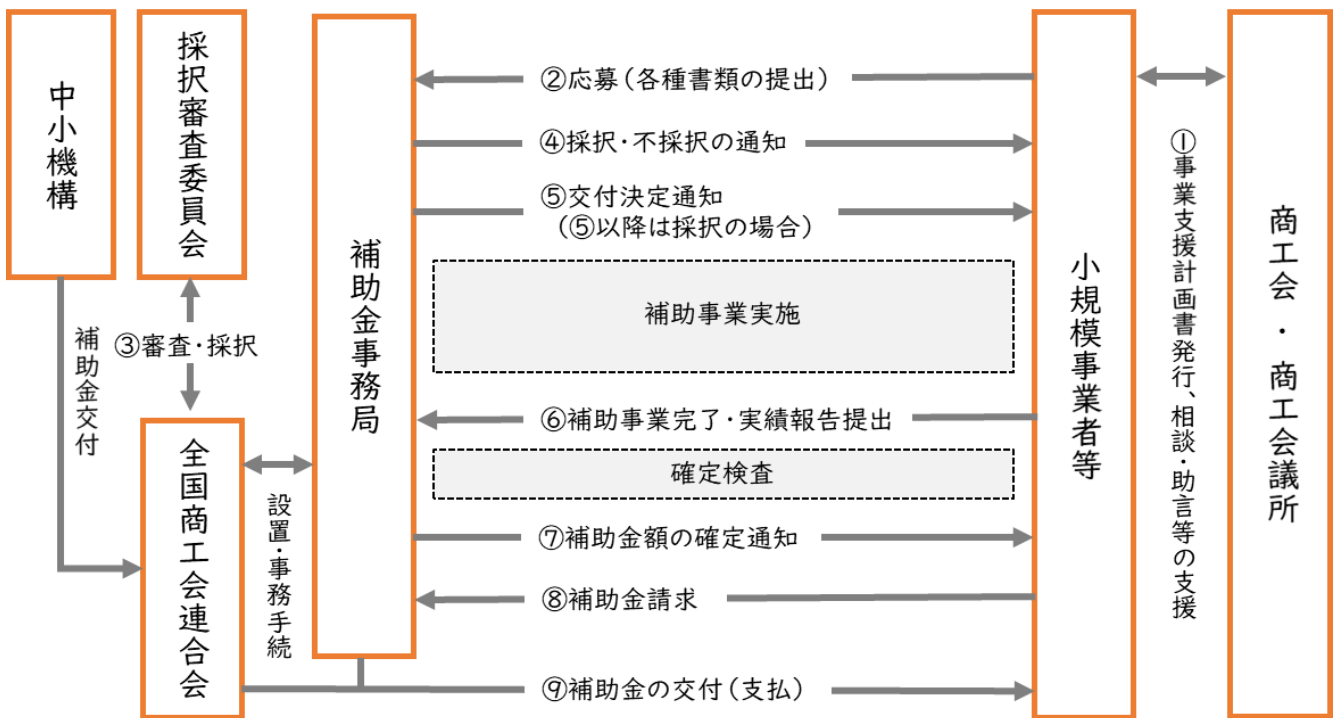 中小機構
採択審査委員会
補助金事務局
小規模事業者等
商工会・商工会議所
全国商工会連合会
補助金交付
③審査・採択
設置・事務手続
①事業支援計画書発行、相談・助言等の支援
②応募(各種書類の提出)
④採択・不採択の通知
⑤交付決定通知
(⑤以降は採択の場合)
補助事業実施
⑥補助事業完了・実績報告提出
確定検査
⑦補助金額の確定通知
⑧補助金請求
⑨補助金の交付(支払)